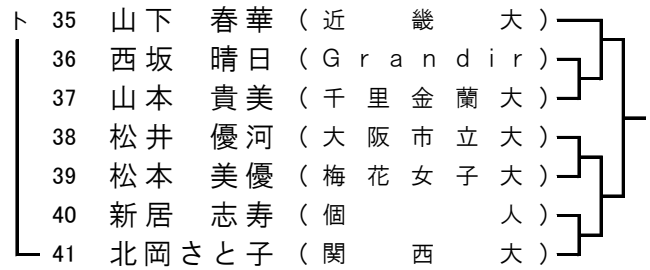 ト 35 山下 春華 (近畿大)
36 西坂 晴日 (Grandir)
37 山本 貴美 (千里金蘭大)
38 松井 優河 (大阪市立大)
39 松本 美優 (梅花女子大)
40 新居 志寿 (個人)
41 北岡さと子 (関西大)